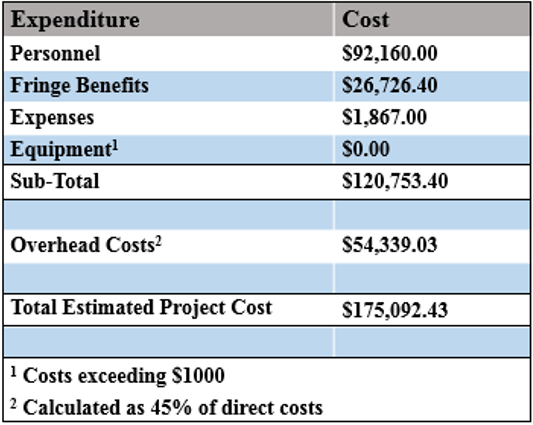 Expenditure Cost
Personnel $92,160.00
Fringe Benefits $26,726.40
Expenses $1,867.00
Equipment¹ $0.00
Sub-Total $120,753.40
Overhead Costs² $54,339.03
Total Estimated Project Cost $175,092.43
¹ Costs exceeding $1000
² Calculated as 45% of direct costs